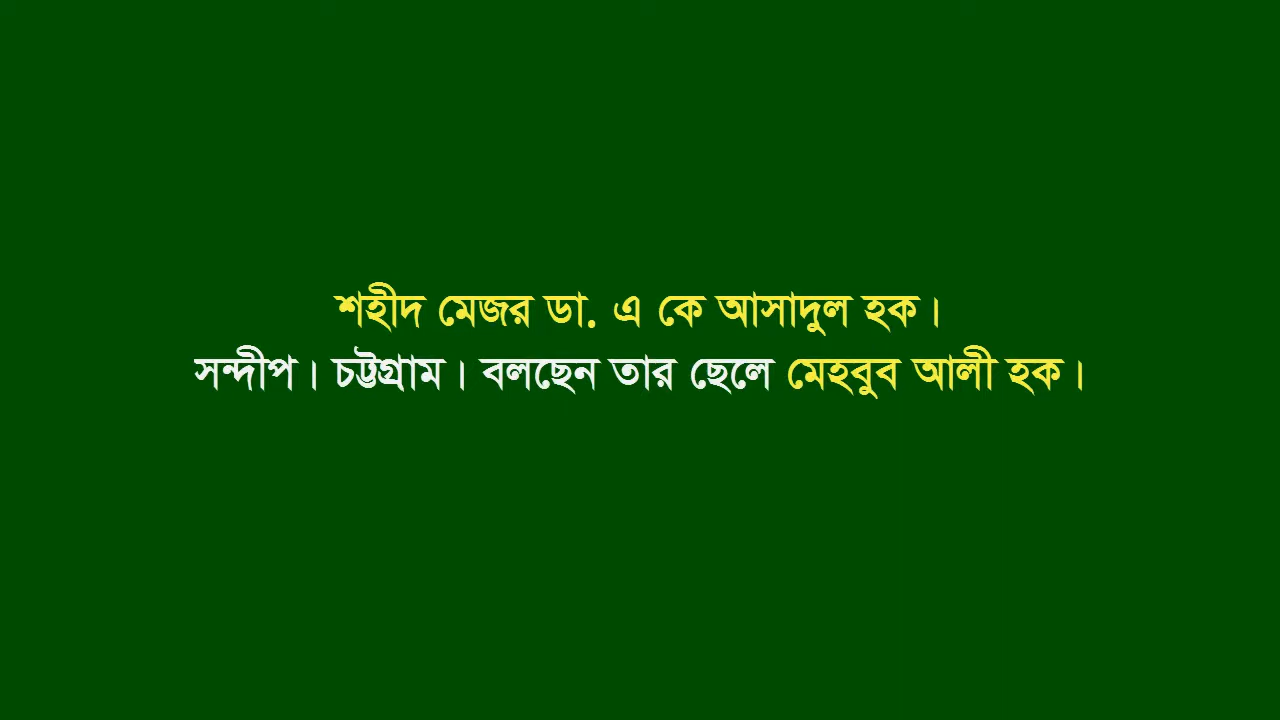 শহীদ মেজর ডা. এ কে আসাদুল হক।
সন্দীপ। চট্টগ্রাম। বলছেন তার ছেলে মেহবুব আলী হক।